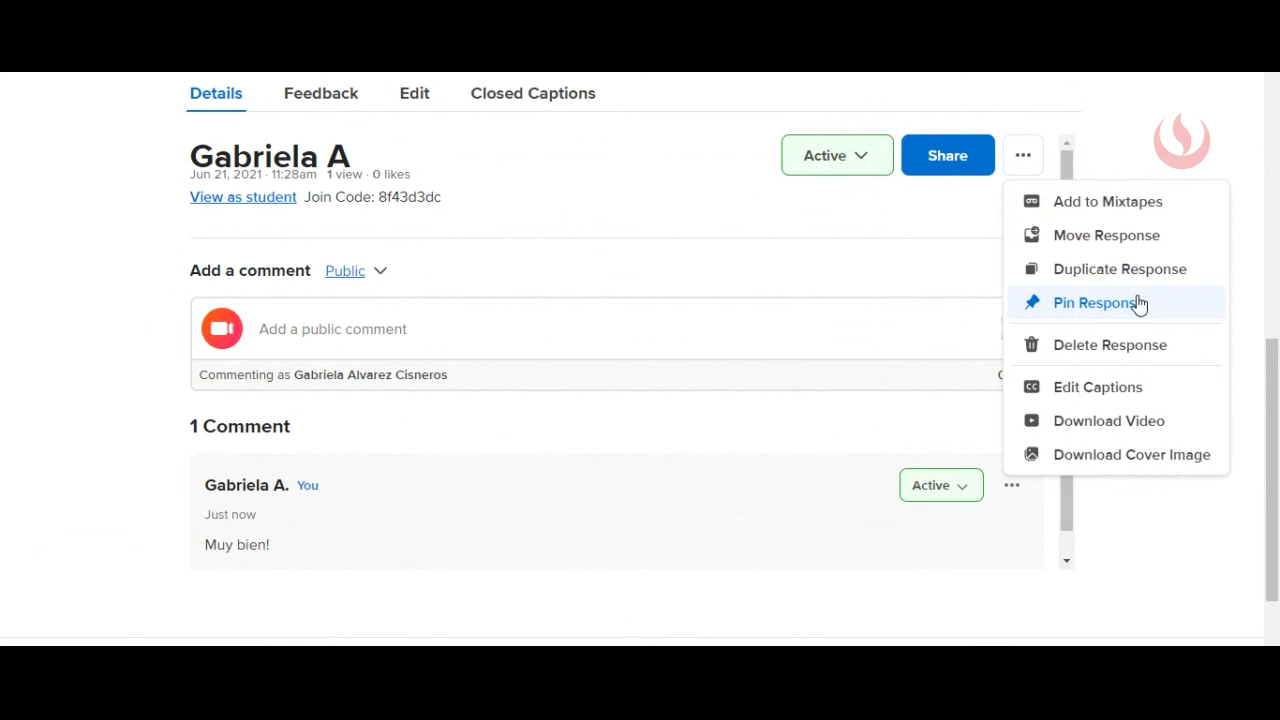 Details Feedback Edit Closed Captions
Gabriela A
Active Share
Jun 21, 2021 · 11:28am 1 view · 0 likes
View as student Join Code: 8f43d3dc
Add to Mixtapes
Move Response
Duplicate Response
Pin Respons
Delete Response
Edit Captions
Download Video
Download Cover Image
Add a comment Public
Add a public comment
Commenting as Gabriela Alvarez Cisneros
1 Comment
Gabriela A. You
Active
Just now
Muy bien!